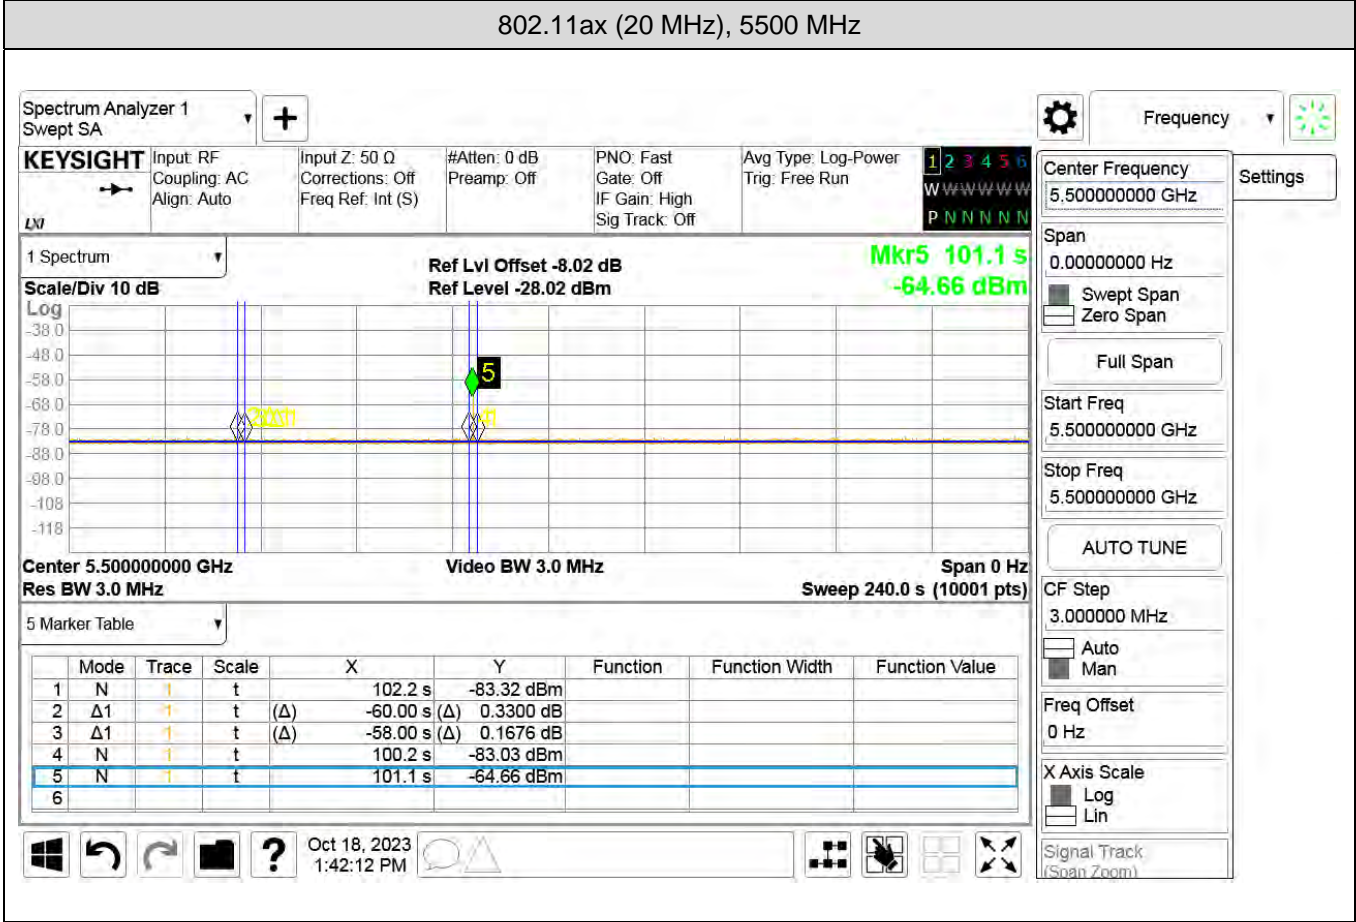 802.11ax (20 MHz), 5500 MHz
Spectrum Analyzer 1
Swept SA
+
Frequency
KEYSIGHT
LXI
Input: RF
Coupling: AC
Align: Auto
Input Z: 50 Ω
Corrections: Off
Freq Ref: Int (S)
#Atten: 0 dB
Preamp: Off
PNO: Fast
Gate: Off
IF Gain: High
Sig Track: Off
Avg Type: Log-Power
Trig: Free Run
1 2 3 4 5 6
W W W W W W
P N N N N N
Center Frequency
5.500000000 GHz
Settings
Span
0.00000000 Hz
Swept Span
Zero Span
Full Span
Start Freq
5.500000000 GHz
Stop Freq
5.500000000 GHz
AUTO TUNE
CF Step
3.000000 MHz
Auto
Man
Freq Offset
0 Hz
X Axis Scale
Log
Lin
Signal Track
(Span Zoom)
1 Spectrum
Scale/Div 10 dB
Ref Lvl Offset -8.02 dB
Ref Level -28.02 dBm
Mkr5 101.1 s
-64.66 dBm
Log
-38.0
-48.0
-58.0
-68.0
-78.0
-88.0
-98.0
-108
-118
5
Center 5.500000000 GHz
Res BW 3.0 MHz
Video BW 3.0 MHz
Span 0 Hz
Sweep 240.0 s (10001 pts)
5 Marker Table
Mode Trace Scale X Y Function Function Width Function Value
1 N 1 t 102.2 s -83.32 dBm
2 Δ1 1 t (Δ) -60.00 s (Δ) 0.3300 dB
3 Δ1 1 t (Δ) -58.00 s (Δ) 0.1676 dB
4 N 1 t 100.2 s -83.03 dBm
5 N 1 t 101.1 s -64.66 dBm
6
?
Oct 18, 2023
1:42:12 PM